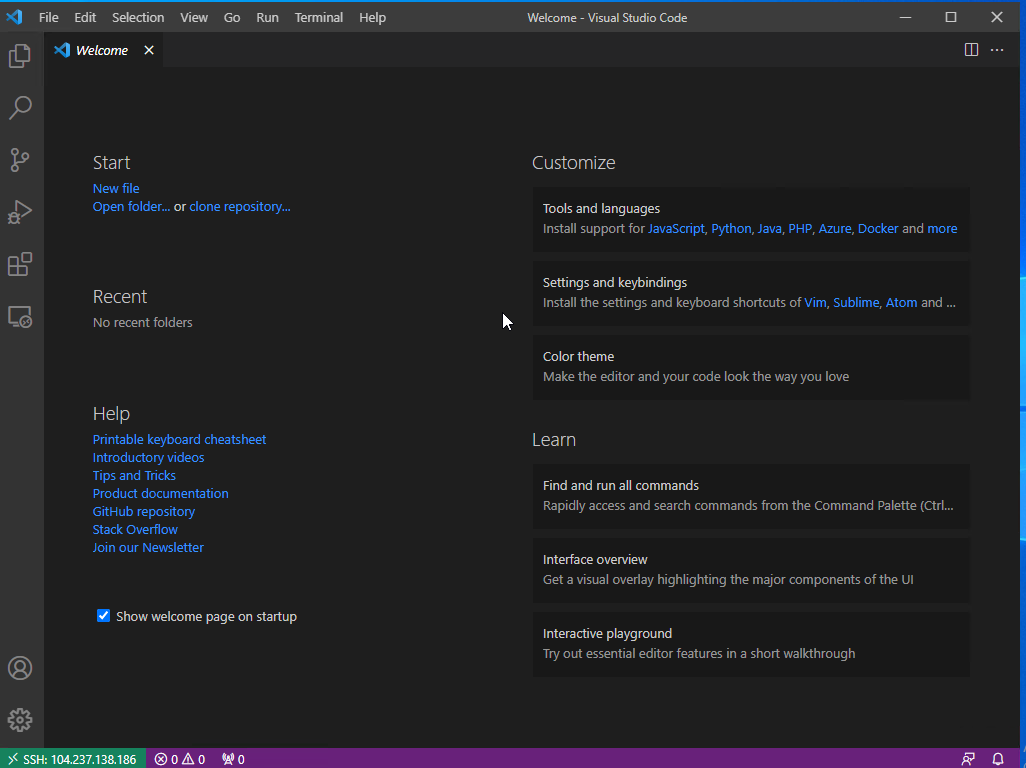 File Edit Selection View Go Run Terminal Help Welcome - Visual Studio Code
Welcome
Start
New file
Open folder... or clone repository...
Recent
No recent folders
Help
Printable keyboard cheatsheet
Introductory videos
Tips and Tricks
Product documentation
GitHub repository
Stack Overflow
Join our Newsletter
Show welcome page on startup
Customize
Tools and languages
Install support for JavaScript, Python, Java, PHP, Azure, Docker and more
Settings and keybindings
Install the settings and keyboard shortcuts of Vim, Sublime, Atom and ...
Color theme
Make the editor and your code look the way you love
Learn
Find and run all commands
Rapidly access and search commands from the Command Palette (Ctrl...
Interface overview
Get a visual overlay highlighting the major components of the UI
Interactive playground
Try out essential editor features in a short walkthrough
SSH: 104.237.138.186 0 0 0